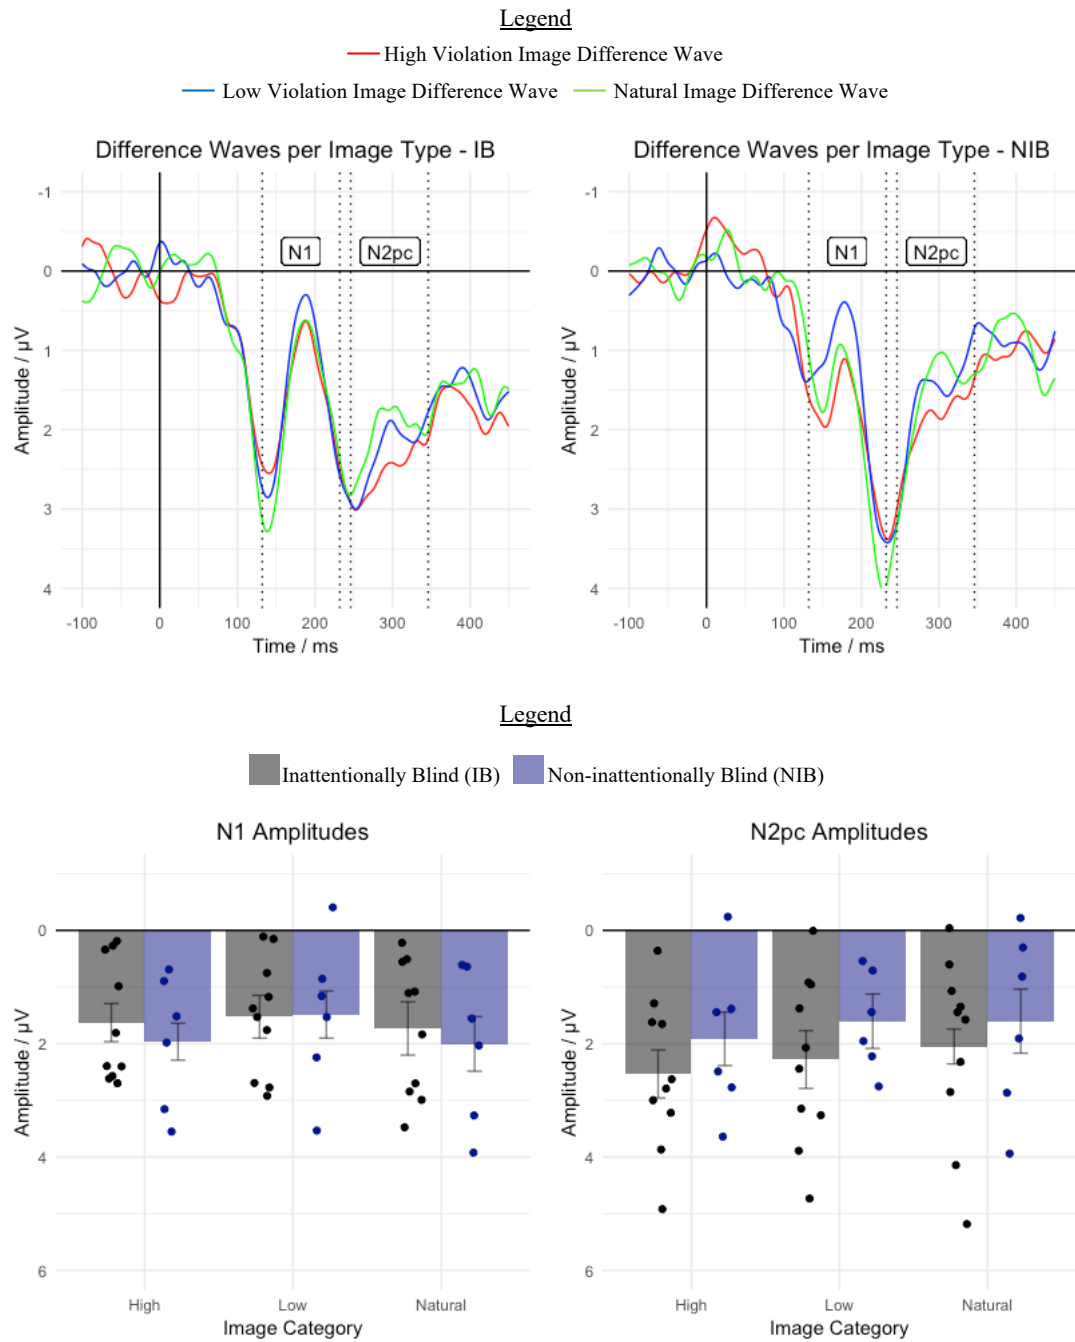 Legend
High Violation Image Difference Wave
Low Violation Image Difference Wave Natural Image Difference Wave
Difference Waves per Image Type - IB
-1
0
1
2
3
4
Amplitude / µV
N1
N2pc
-100 0 100 200 300 400
Time / ms
Difference Waves per Image Type - NIB
-1
0
1
2
3
4
Amplitude / µV
N1
N2pc
-100 0 100 200 300 400
Time / ms
Legend
Inattentionally Blind (IB) Non-inattentionally Blind (NIB)
N1 Amplitudes
0
2
4
6
Amplitude / µV
High Low Natural
Image Category
N2pc Amplitudes
0
2
4
6
Amplitude / µV
High Low Natural
Image Category